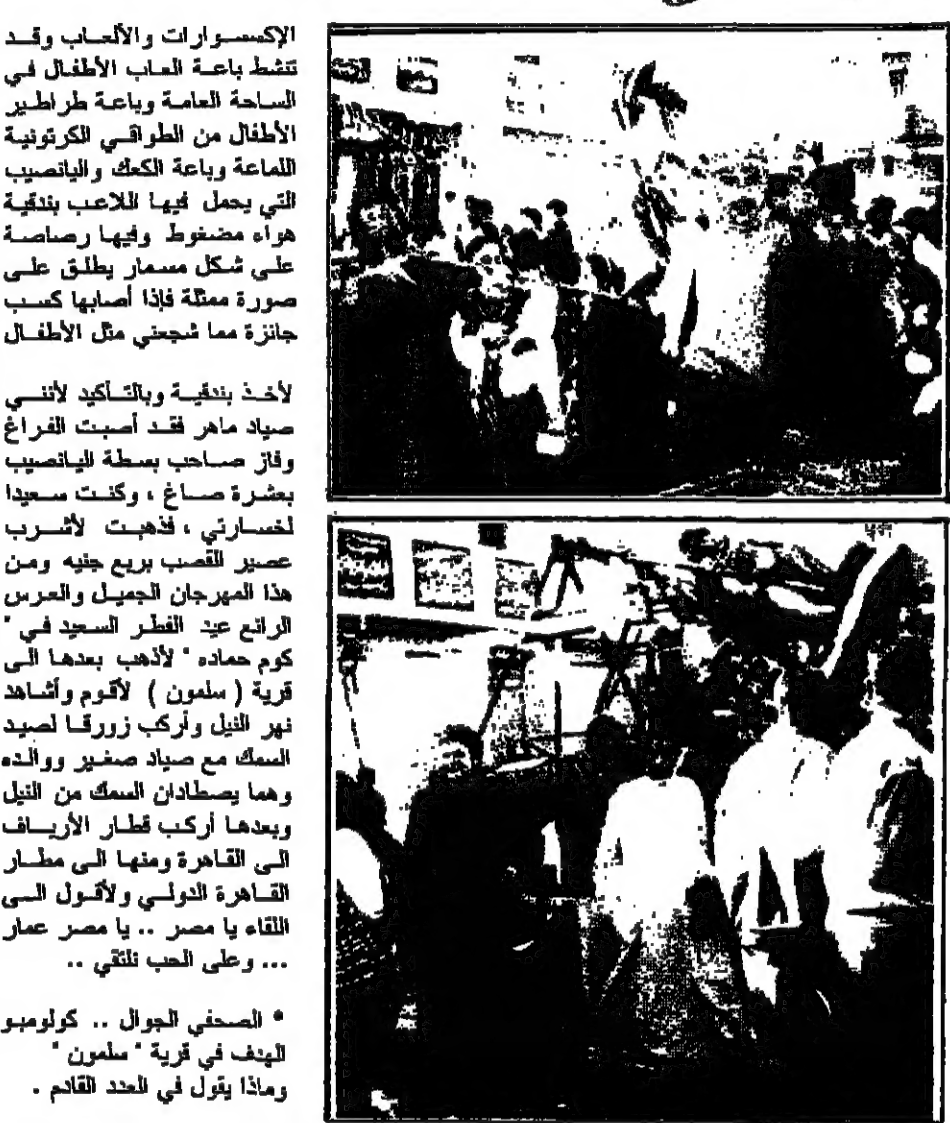 الإكسسوارات والألعاب وقد
تنشط باعة العاب الأطفال في
الساحة العامة وباعة طراطير
الأطفال من الطواقي الكرتونية
اللماعة وباعة الكعك واليانصيب
التي يحمل فيها اللاعب بندقية
هواء مضغوط وفيها رصاصة
على شكل مسمار يطلق على
صورة ممثلة فإذا أصابها كسب
جائزة مما شجعني مثل الأطفال
لأخذ بندقية وبالتأكيد لأنني
صياد ماهر فقد أصبت الفراغ
وفاز صاحب بسطة اليانصيب
بعشرة صاغ ، وكنت سعيدا
لخسارتي ، فذهبت لأشرب
عصير القصب بربع جنيه ومن
هذا المهرجان الجميل والعرس
الرائع عيد الفطر السعيد في "
كوم حماده " لأذهب بعدها الى
قرية ( سلمون ) لأقوم وأشاهد
نهر النيل وأركب زورقا لصيد
السمك مع صياد صغير ووالده
وهما يصطادان السمك من النيل
وبعدها أركب قطار الأرياف
الى القاهرة ومنها الى مطار
القاهرة الدولي ولأقول الى
اللقاء يا مصر .. يا مصر عمار
... وعلى الحب نلتقي ..
* الصحفي الجوال .. كولومبو
الهدف في قرية " سلمون "
وماذا يقول في العدد القادم .